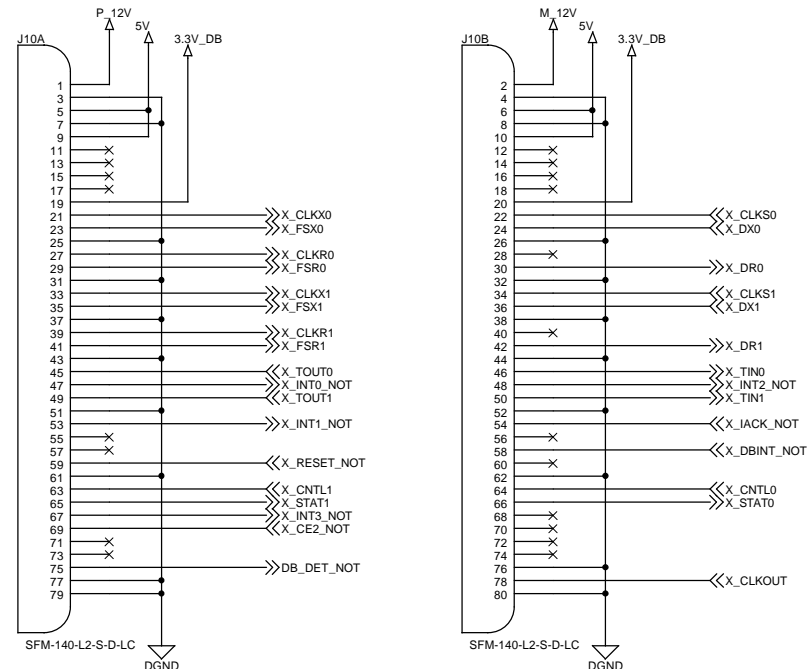 P_12V
5V
3.3V_DB
J10A
1
3
5
7
9
11
13
15
17
19
21 X_CLKX0
23 X_FSX0
25
27 X_CLKR0
29 X_FSR0
31
33 X_CLKX1
35 X_FSX1
37
39 X_CLKR1
41 X_FSR1
43
45 X_TOUT0
47 X_INT0_NOT
49 X_TOUT1
51
53 X_INT1_NOT
55
57
59 X_RESET_NOT
61
63 X_CNTL1
65 X_STAT1
67 X_INT3_NOT
69 X_CE2_NOT
71
73
75 DB_DET_NOT
77
79
SFM-140-L2-S-D-LC
DGND
M_12V
5V
3.3V_DB
J10B
2
4
6
8
10
12
14
16
18
20
22 X_CLKS0
24 X_DX0
26
28
30 X_DR0
32
34 X_CLKS1
36 X_DX1
38
40
42 X_DR1
44
46 X_TIN0
48 X_INT2_NOT
50 X_TIN1
52
54 X_IACK_NOT
56
58 X_DBINT_NOT
60
62
64 X_CNTL0
66 X_STAT0
68
70
72
74
76
78 X_CLKOUT
80
SFM-140-L2-S-D-LC
DGND